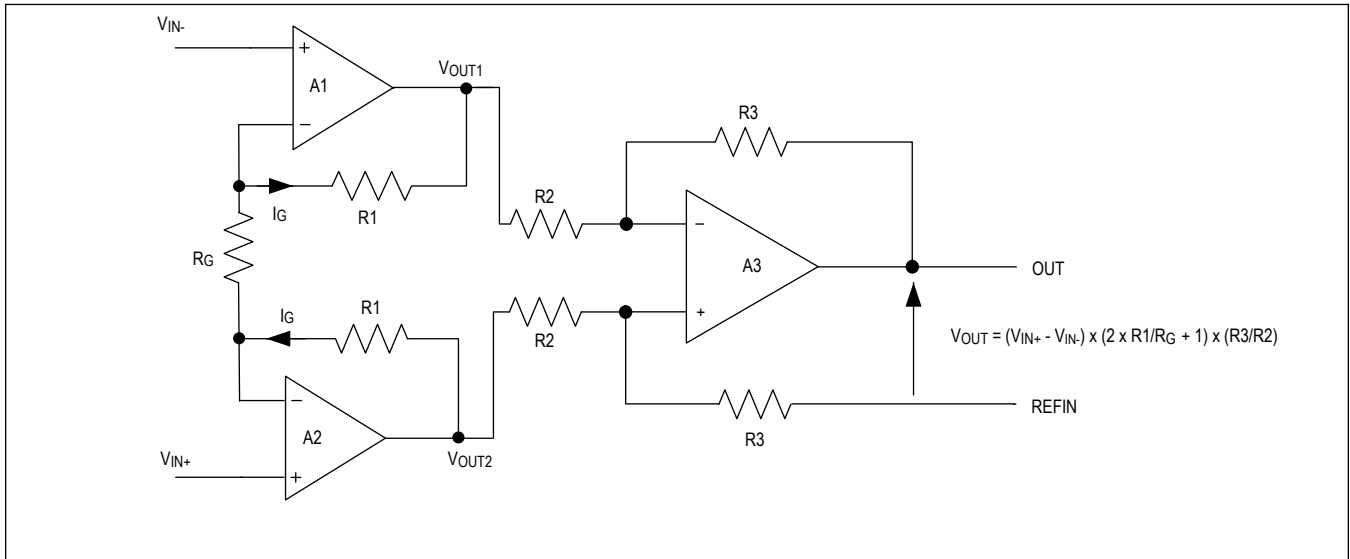 VIN-
+
A1
−
VOUT1
R3
IG
R1
R2
−
RG
A3
OUT
IG
R1
R2
+
VOUT = (VIN+ - VIN-) x (2 x R1/RG + 1) x (R3/R2)
−
A2
R3
REFIN
VIN+
+
VOUT2